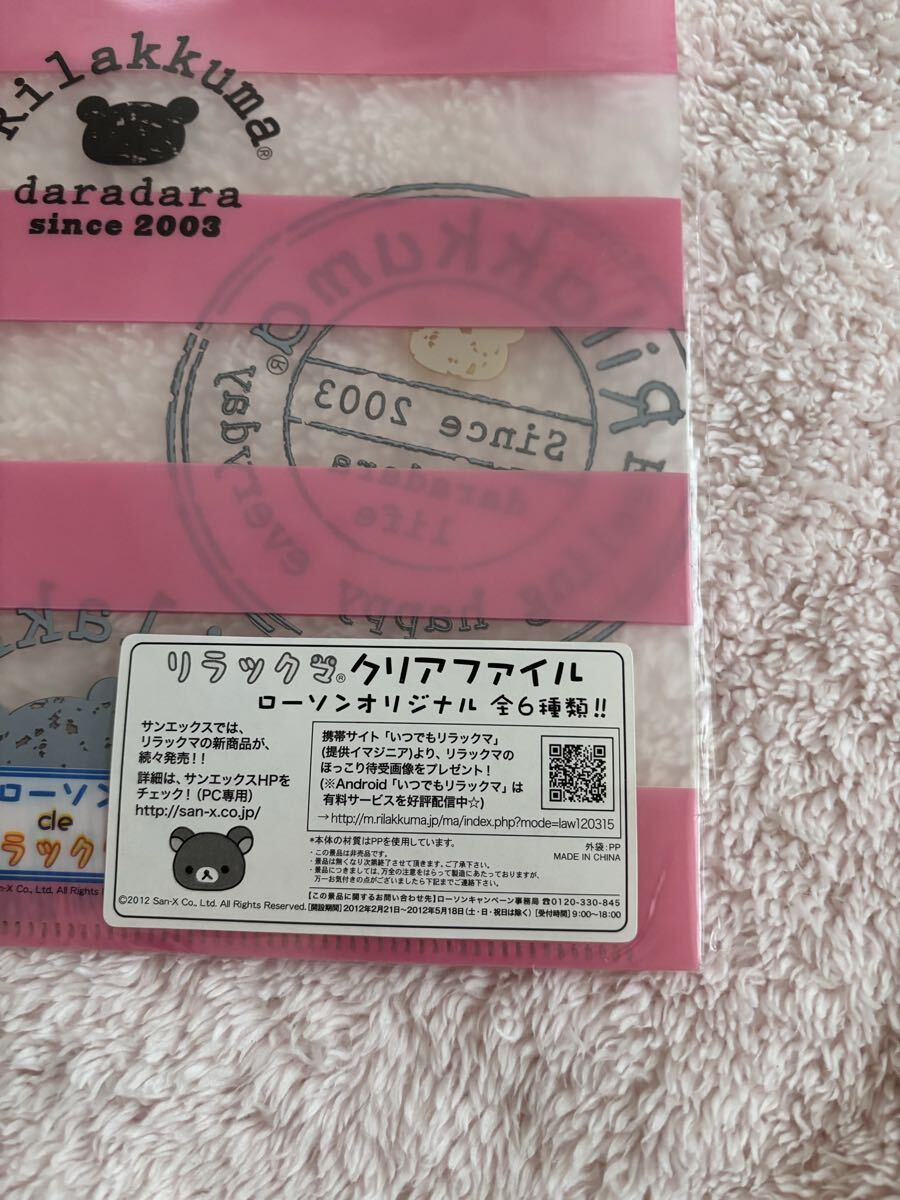 Rilakkuma®
daradara
since 2003
Rilakkuma®
Since 2003
daradara
life
happy
everyday
リラックマ®クリアファイル
ローソンオリジナル 全6種類!!
サンエックスでは、
リラックマの新商品が、
続々発売!!
詳細は、サンエックスHPを
チェック!(PC専用)
http://san-x.co.jp/
携帯サイト「いつでもリラックマ」
(提供イマジニア)より、リラックマの
ほっこり待受画像をプレゼント!
(※Android「いつでもリラックマ」は
有料サービスを好評配信中☆)
→http://m.rilakkuma.jp/ma/index.php?mode=law120315
*本体の材質はPPを使用しています。
・この景品は非売品です。
・景品は無くなり次第終了させて頂きます。ご了承下さい。
・景品につきましては、万全の注意をはらって製造にあたっておりますが、
万一お気付きの点がございましたら下記までご連絡下さい。
外袋:PP
MADE IN CHINA
©2012 San-X Co., Ltd. All Rights Reserved.
【この景品に関するお問い合わせ先】ローソンキャンペーン事務局 ☎0120-330-845
[開設期間]2012年2月21日〜2012年5月18日(土・日・祝日は除く) [受付時間]9:00〜18:00
ローソン
cle
ラック
San-X Co., Ltd. All Rights